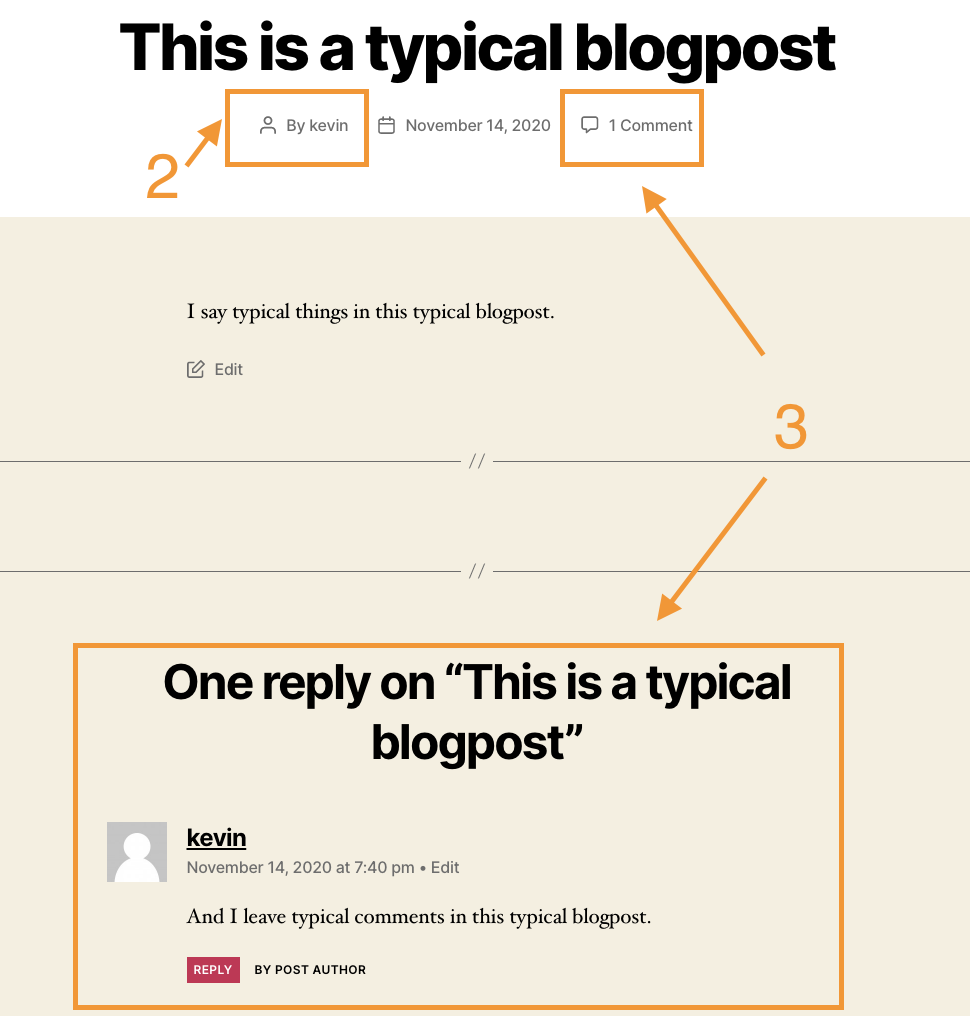 This is a typical blogpost
By kevin November 14, 2020 1 Comment
2
I say typical things in this typical blogpost.
Edit
3
//
//
One reply on “This is a typical
blogpost”
kevin
November 14, 2020 at 7:40 pm • Edit
And I leave typical comments in this typical blogpost.
REPLY BY POST AUTHOR